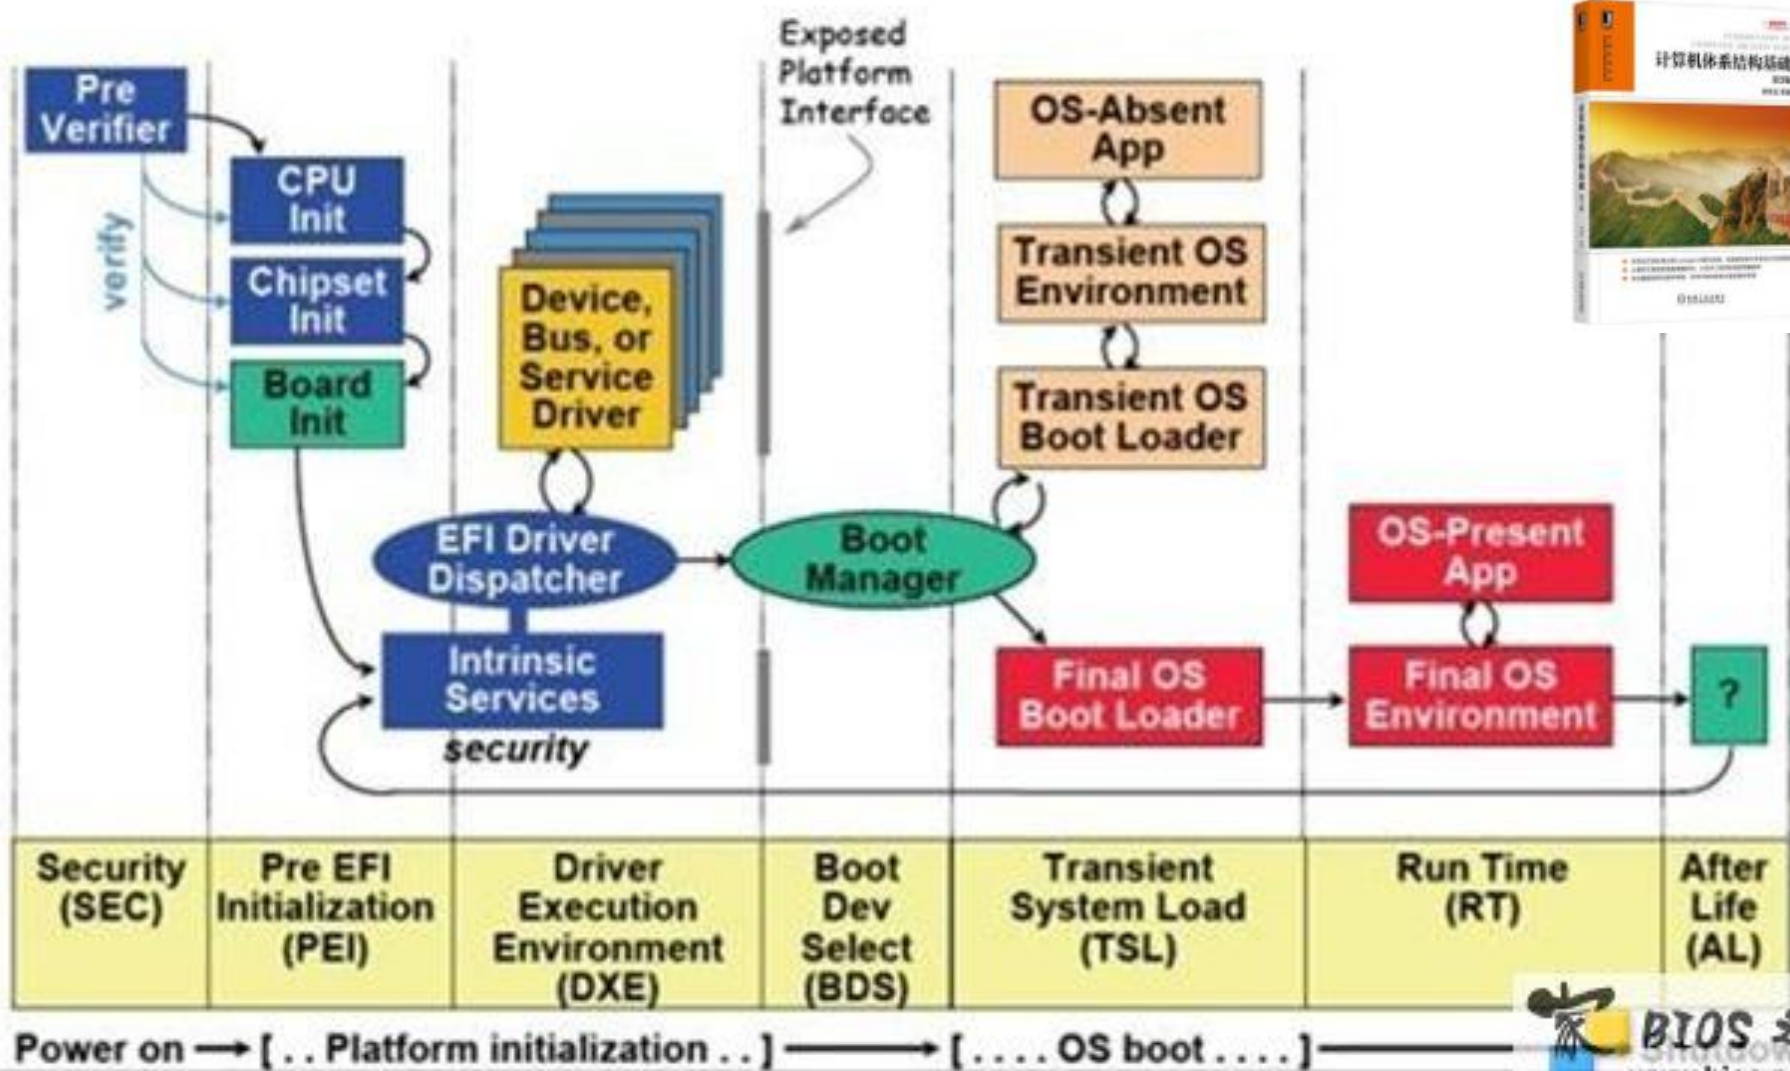 Exposed
Platform
Interface
Pre
Verifier
verify
CPU
Init
Chipset
Init
Board
Init
Device,
Bus, or
Service
Driver
EFI Driver
Dispatcher
Intrinsic
Services
security
Boot
Manager
OS-Absent
App
Transient OS
Environment
Transient OS
Boot Loader
Final OS
Boot Loader
OS-Present
App
Final OS
Environment
?
计算机体系结构基础
Security
(SEC)
Pre EFI
Initialization
(PEI)
Driver
Execution
Environment
(DXE)
Boot
Dev
Select
(BDS)
Transient
System Load
(TSL)
Run Time
(RT)
After
Life
(AL)
Power on [ . . Platform initialization . . ] [ . . . . OS boot . . . . ]
BIOS